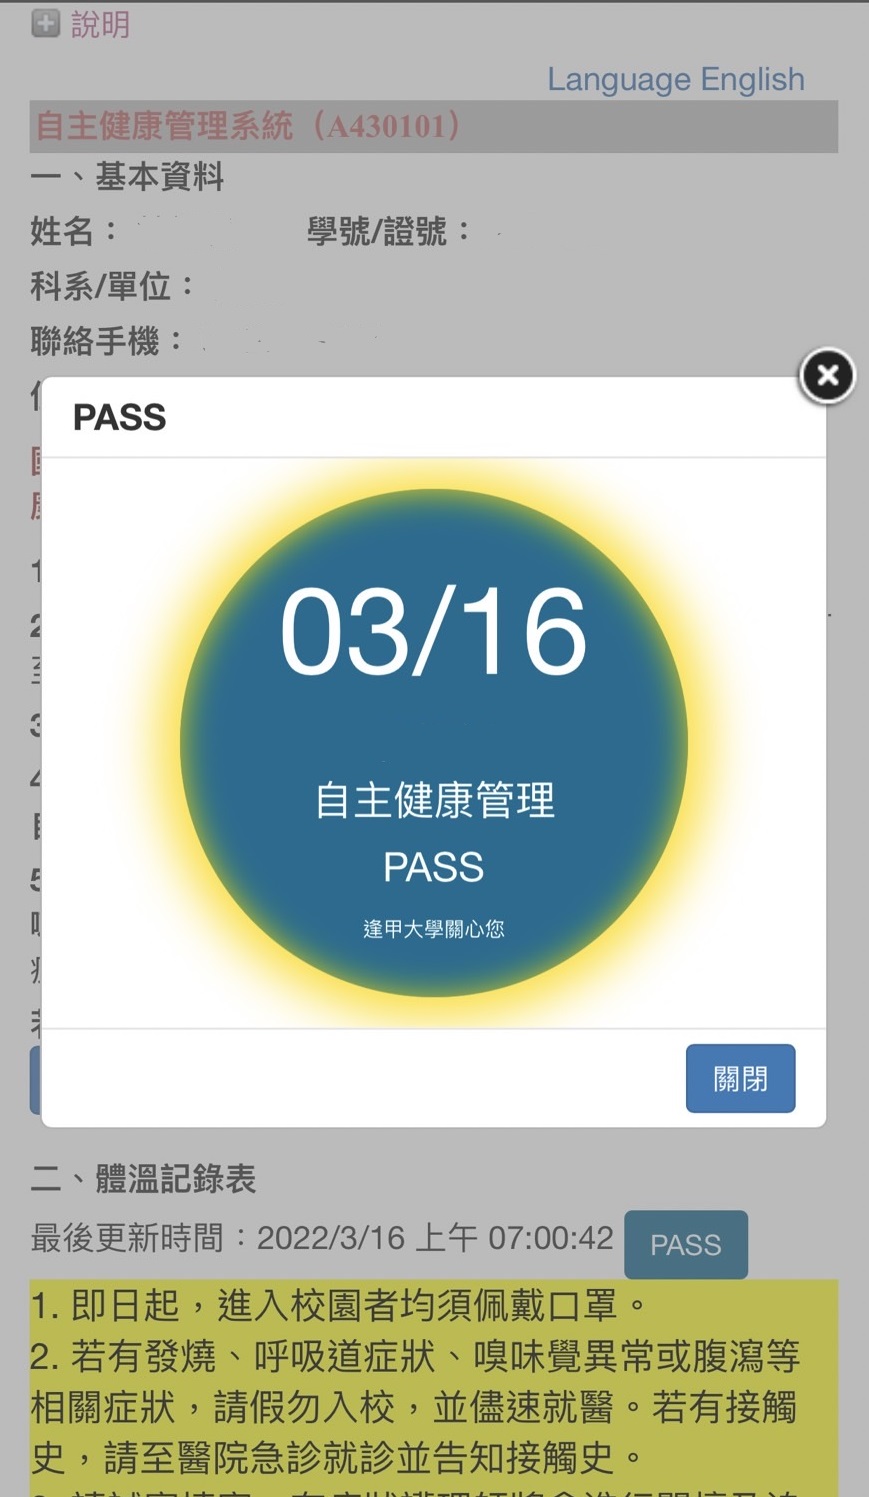 說明
Language English
自主健康管理系統（A430101）
一、基本資料
姓名： 學號/證號：
科系/單位：
聯絡手機：
PASS
03/16
自主健康管理
PASS
逢甲大學關心您
關閉
二、體溫記錄表
最後更新時間：2022/3/16 上午 07:00:42 PASS
1. 即日起，進入校園者均須佩戴口罩。
2. 若有發燒、呼吸道症狀、嗅味覺異常或腹瀉等
相關症狀，請假勿入校，並儘速就醫。若有接觸
史，請至醫院急診就診並告知接觸史。